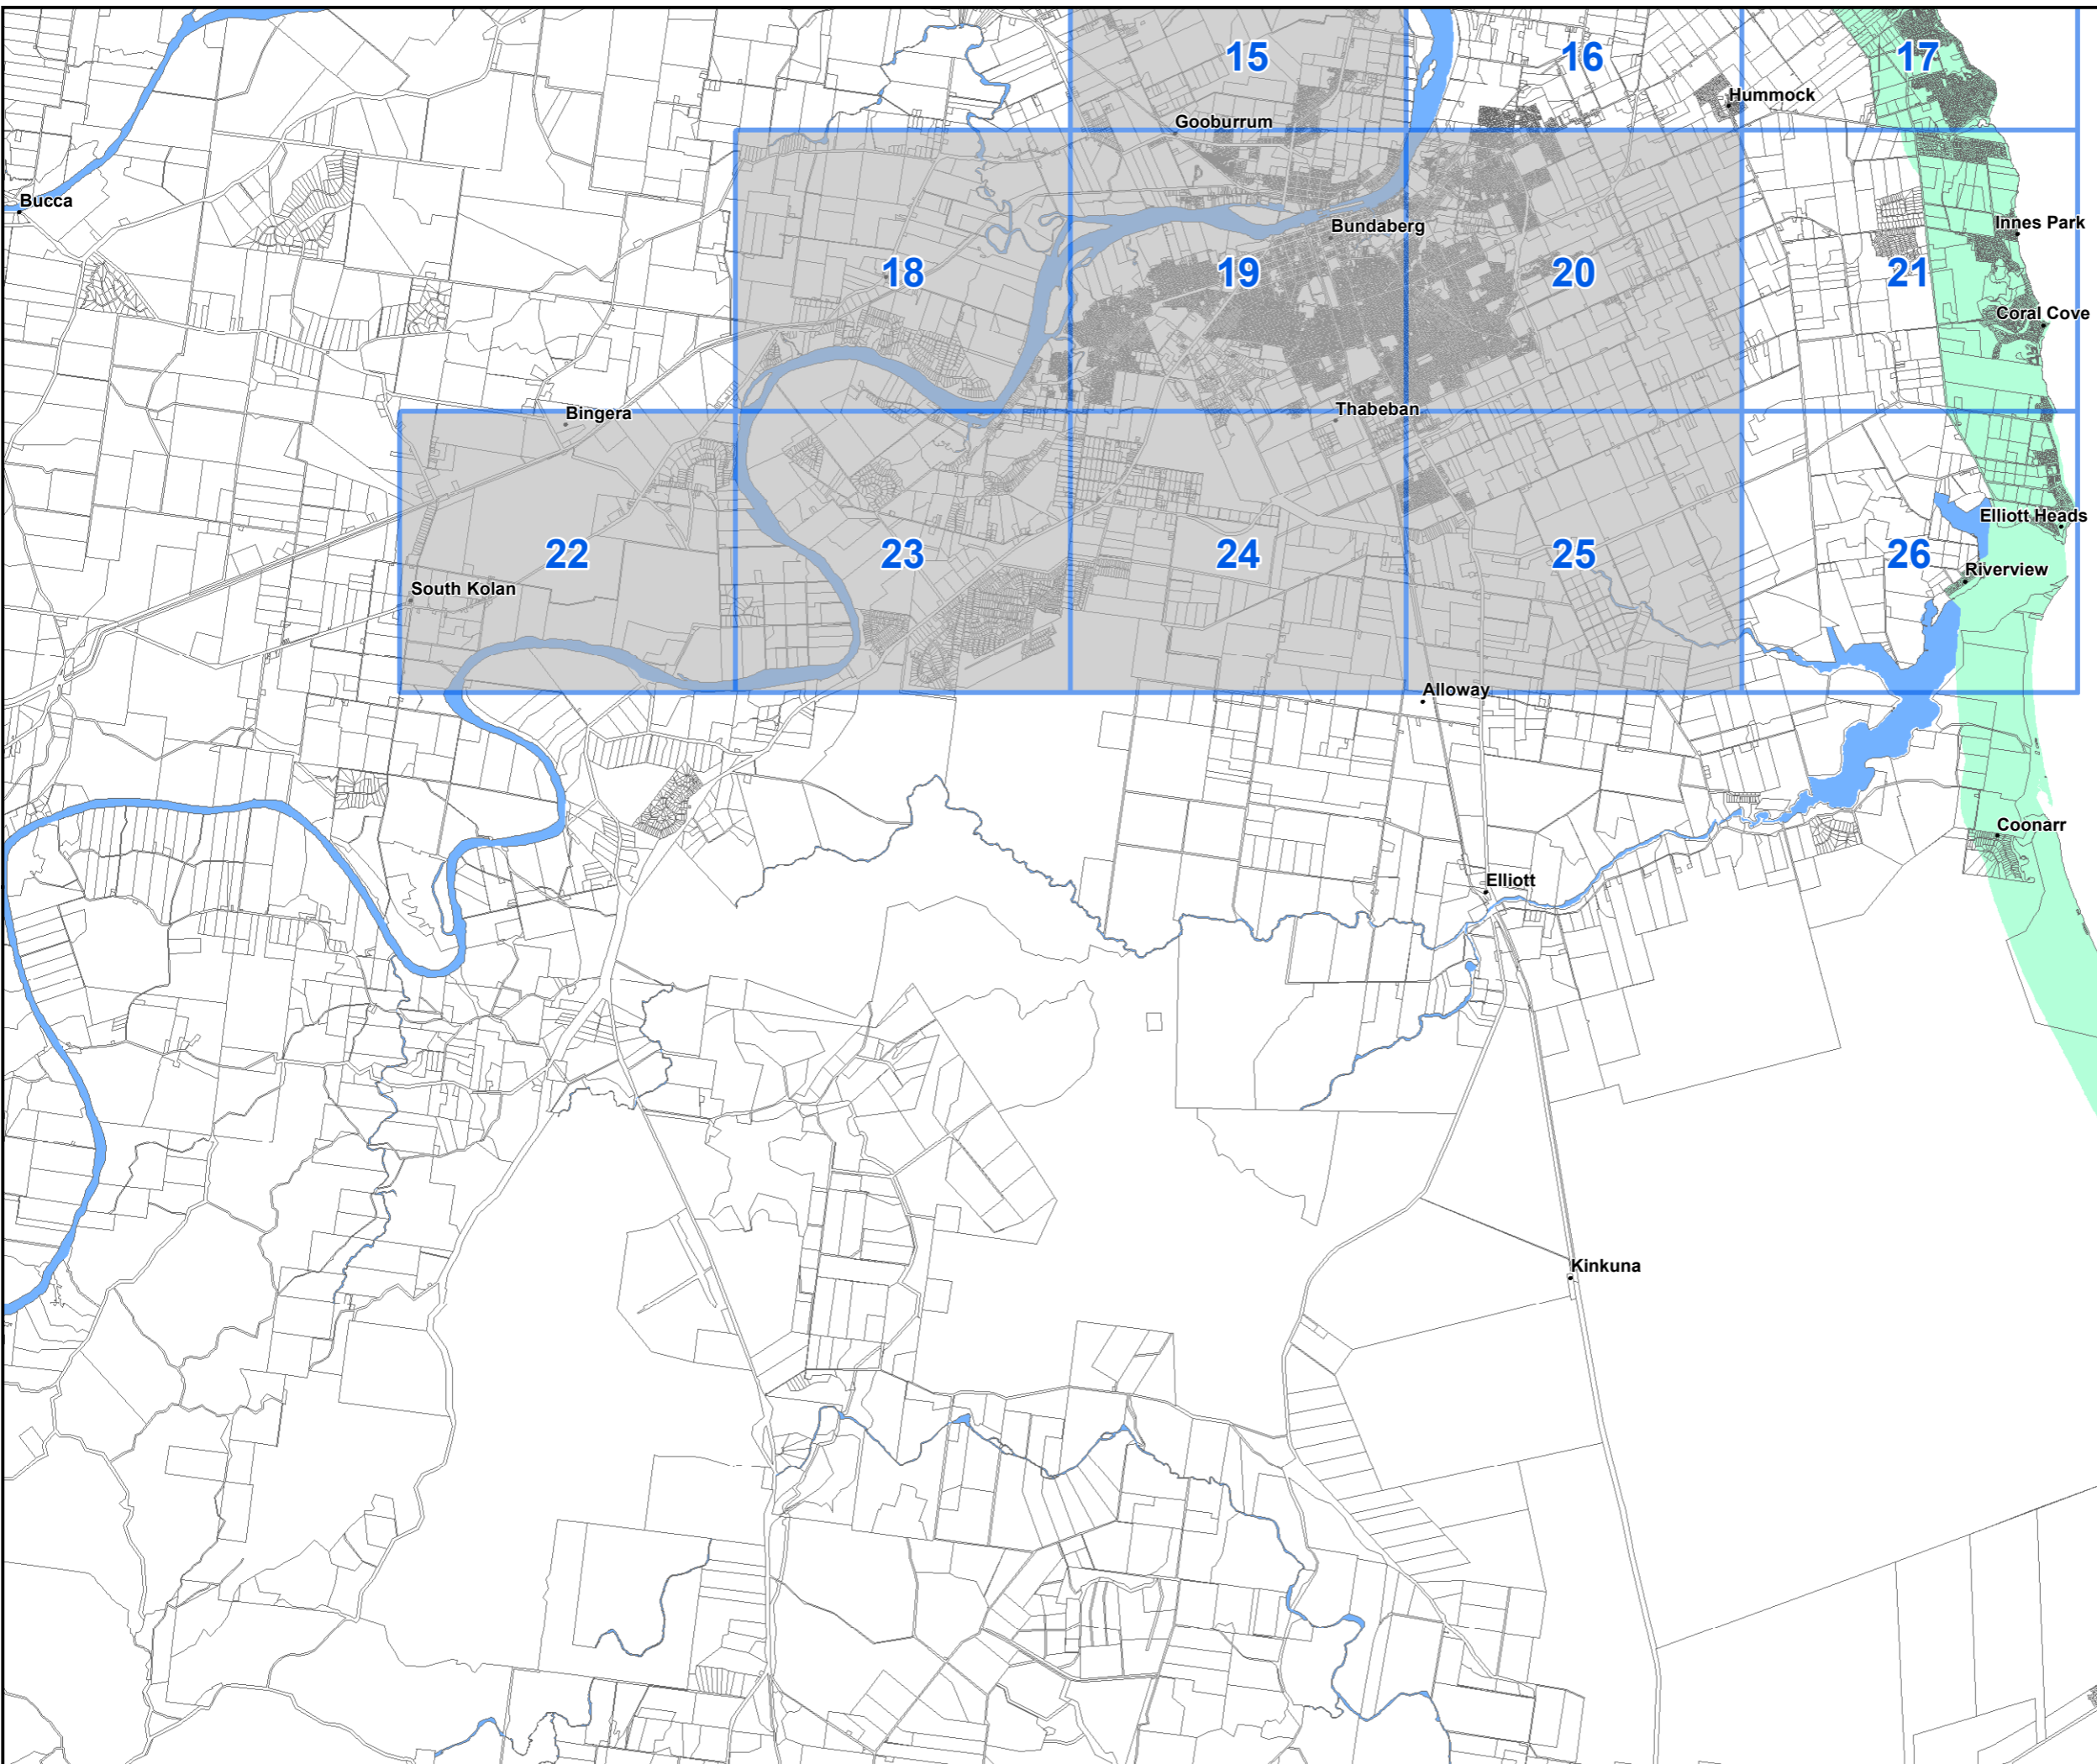 15
16
17
Hummock
Gooburrum
Bucca
Innes Park
Bundaberg
18
19
20
21
Coral Cove
Bingera
Thabeban
Elliott Heads
22
23
24
25
26
Riverview
South Kolan
Alloway
Coonarr
Elliott
Kinkuna